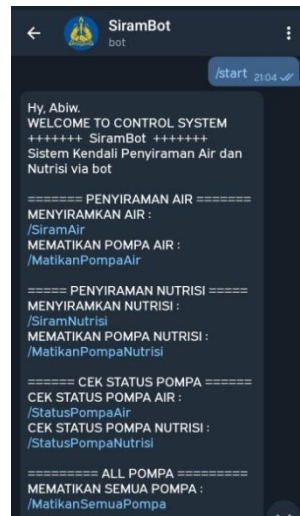 SiramBot
bot
/start 21:04
Hy, Abiw.
WELCOME TO CONTROL SYSTEM
+++++++ SiramBot +++++++
Sistem Kendali Penyiraman Air dan
Nutrisi via bot
======= PENYIRAMAN AIR =======
MENYIRAMKAN AIR :
/SiramAir
MEMATIKAN POMPA AIR :
/MatikanPompaAir
===== PENYIRAMAN NUTRISI =====
MENYIRAMKAN NUTRISI :
/SiramNutrisi
MEMATIKAN POMPA NUTRISI :
/MatikanPompaNutrisi
====== CEK STATUS POMPA ======
CEK STATUS POMPA AIR :
/StatusPompaAir
CEK STATUS POMPA NUTRISI :
/StatusPompaNutrisi
========= ALL POMPA =========
MEMATIKAN SEMUA POMPA :
/MatikanSemuaPompa